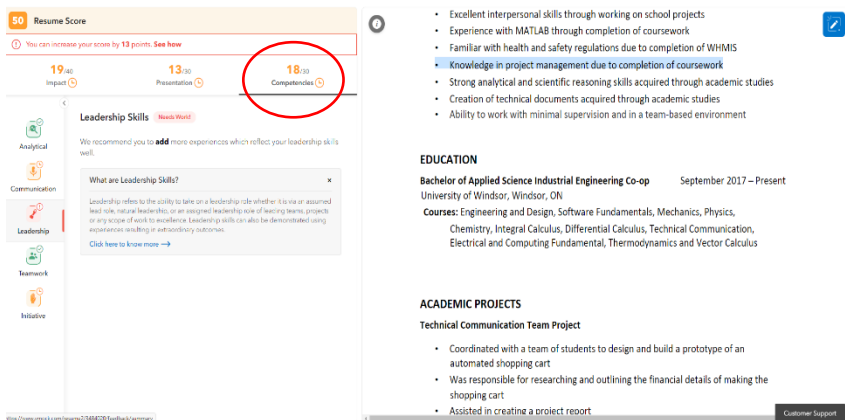 50 Resume Score
You can increase your score by 13 points. See how
19/40
Impact
13/30
Presentation
18/30
Competencies
Analytical
Communication
Leadership
Teamwork
Initiative
Leadership Skills Needs Work!
We recommend you to add more experiences which reflect your leadership skills
well.
What are Leadership Skills? ×
Leadership refers to the ability to take on a leadership role whether it is via an assumed
lead role, natural leadership, or an assigned leadership role of leading teams, projects
or any scope of work to excellence. Leadership skills can also be demonstrated using
experiences resulting in extraordinary outcomes.
Click here to know more →
• Excellent interpersonal skills through working on school projects
• Experience with MATLAB through completion of coursework
• Familiar with health and safety regulations due to completion of WHMIS
• Knowledge in project management due to completion of coursework
• Strong analytical and scientific reasoning skills acquired through academic studies
• Creation of technical documents acquired through academic studies
• Ability to work with minimal supervision and in a team-based environment
EDUCATION
Bachelor of Applied Science Industrial Engineering Co-op September 2017 – Present
University of Windsor, Windsor, ON
Courses: Engineering and Design, Software Fundamentals, Mechanics, Physics,
Chemistry, Integral Calculus, Differential Calculus, Technical Communication,
Electrical and Computing Fundamental, Thermodynamics and Vector Calculus
ACADEMIC PROJECTS
Technical Communication Team Project
• Coordinated with a team of students to design and build a prototype of an
automated shopping cart
• Was responsible for researching and outlining the financial details of making the
shopping cart
• Assisted in creating a project report
Customer Support